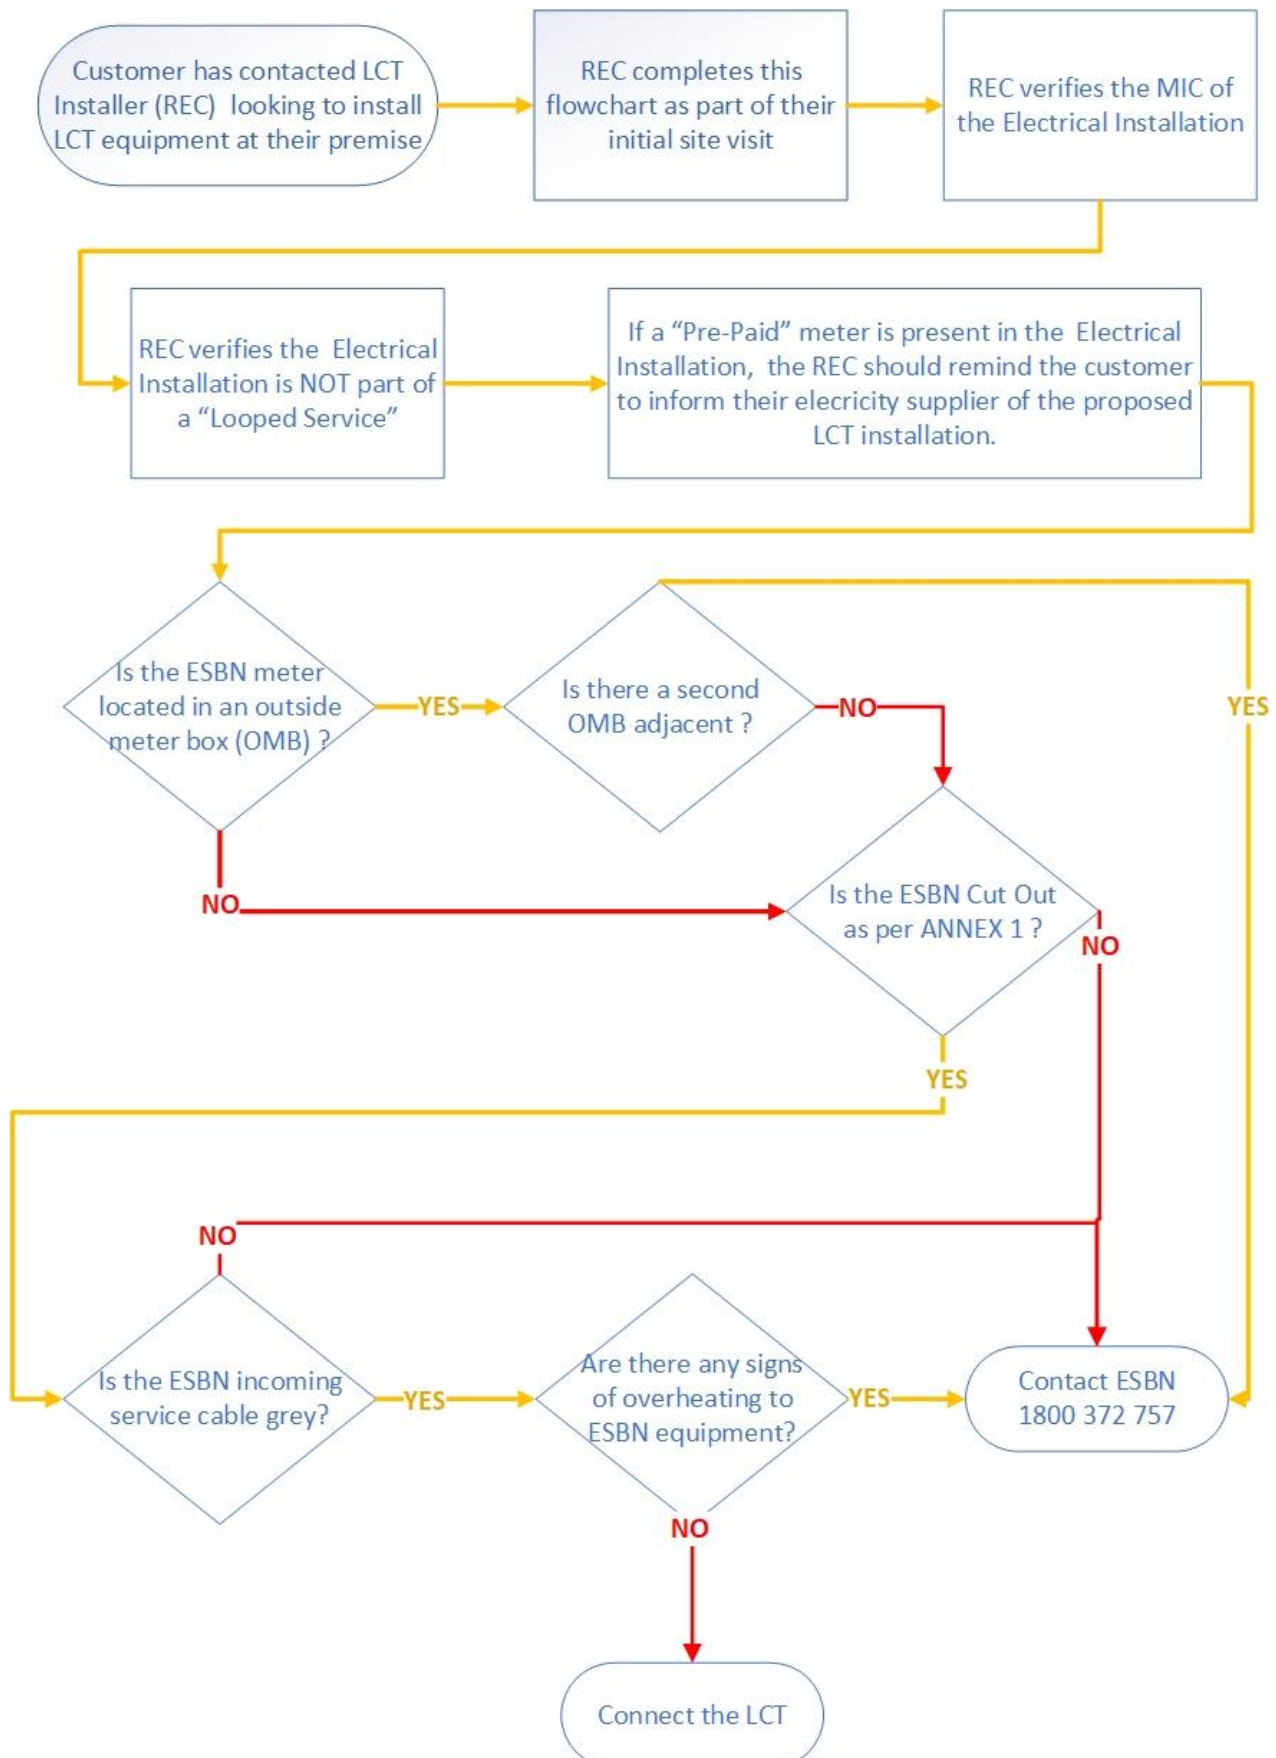 Customer has contacted LCT
Installer (REC) looking to install
LCT equipment at their premise
REC completes this
flowchart as part of their
initial site visit
REC verifies the MIC of
the Electrical Installation
REC verifies the Electrical
Installation is NOT part of
a “Looped Service”
If a “Pre-Paid” meter is present in the Electrical
Installation, the REC should remind the customer
to inform their elecricity supplier of the proposed
LCT installation.
Is the ESBN meter
located in an outside
meter box (OMB) ?
YES
Is there a second
OMB adjacent ?
NO
YES
NO
Is the ESBN Cut Out
as per ANNEX 1 ?
NO
YES
NO
Is the ESBN incoming
service cable grey?
YES
Are there any signs
of overheating to
ESBN equipment?
YES
Contact ESBN
1800 372 757
NO
Connect the LCT